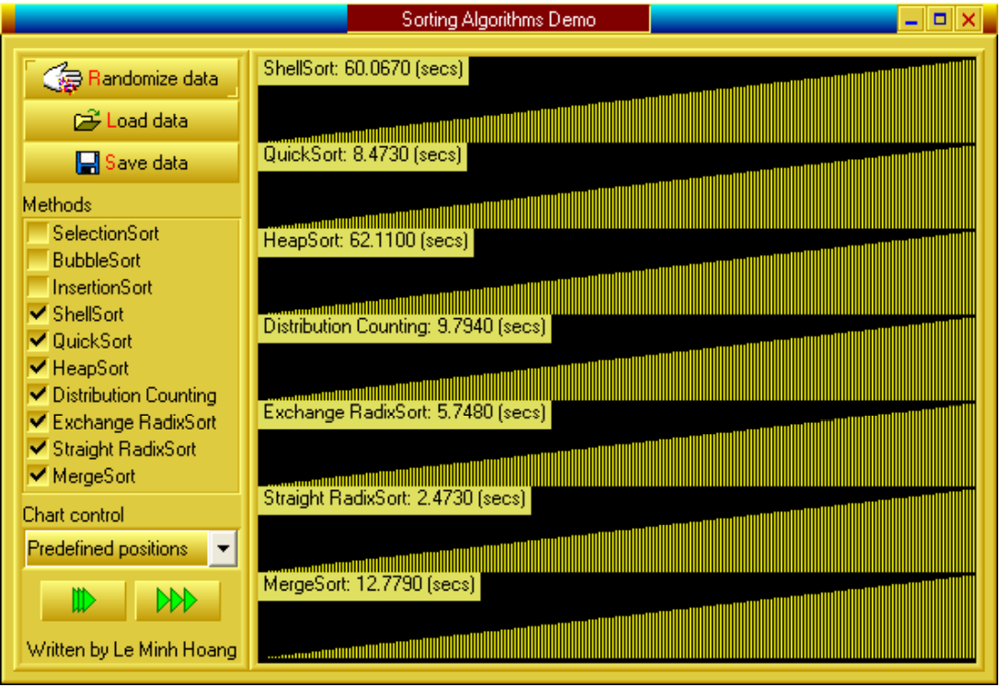 Sorting Algorithms Demo
Randomize data
Load data
Save data
Methods
SelectionSort
BubbleSort
InsertionSort
ShellSort
QuickSort
HeapSort
Distribution Counting
Exchange RadixSort
Straight RadixSort
MergeSort
Chart control
Predefined positions
Written by Le Minh Hoang
ShellSort: 60.0670 (secs)
QuickSort: 8.4730 (secs)
HeapSort: 62.1100 (secs)
Distribution Counting: 9.7940 (secs)
Exchange RadixSort: 5.7480 (secs)
Straight RadixSort: 2.4730 (secs)
MergeSort: 12.7790 (secs)